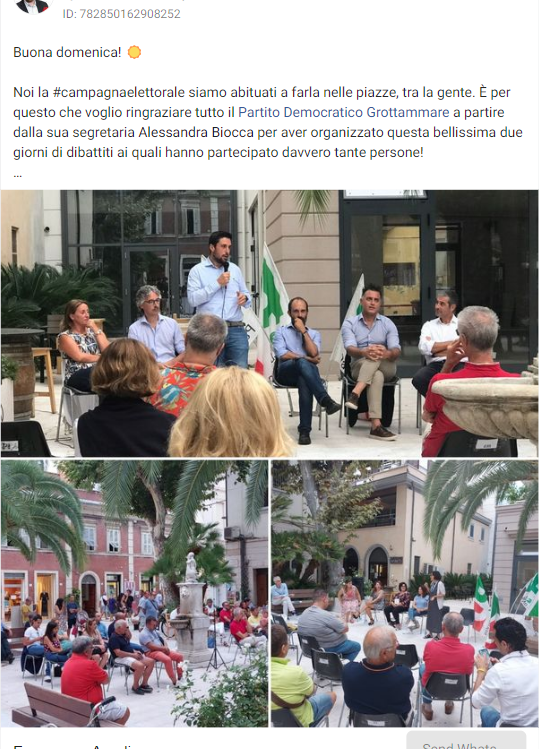 ID: 782850162908252
Buona domenica! 🌞
Noi la #campagnaelettorale siamo abituati a farla nelle piazze, tra la gente. È per
questo che voglio ringraziare tutto il Partito Democratico Grottammare a partire
dalla sua segretaria Alessandra Biocca per aver organizzato questa bellissima due
giorni di dibattiti ai quali hanno partecipato davvero tante persone!
...